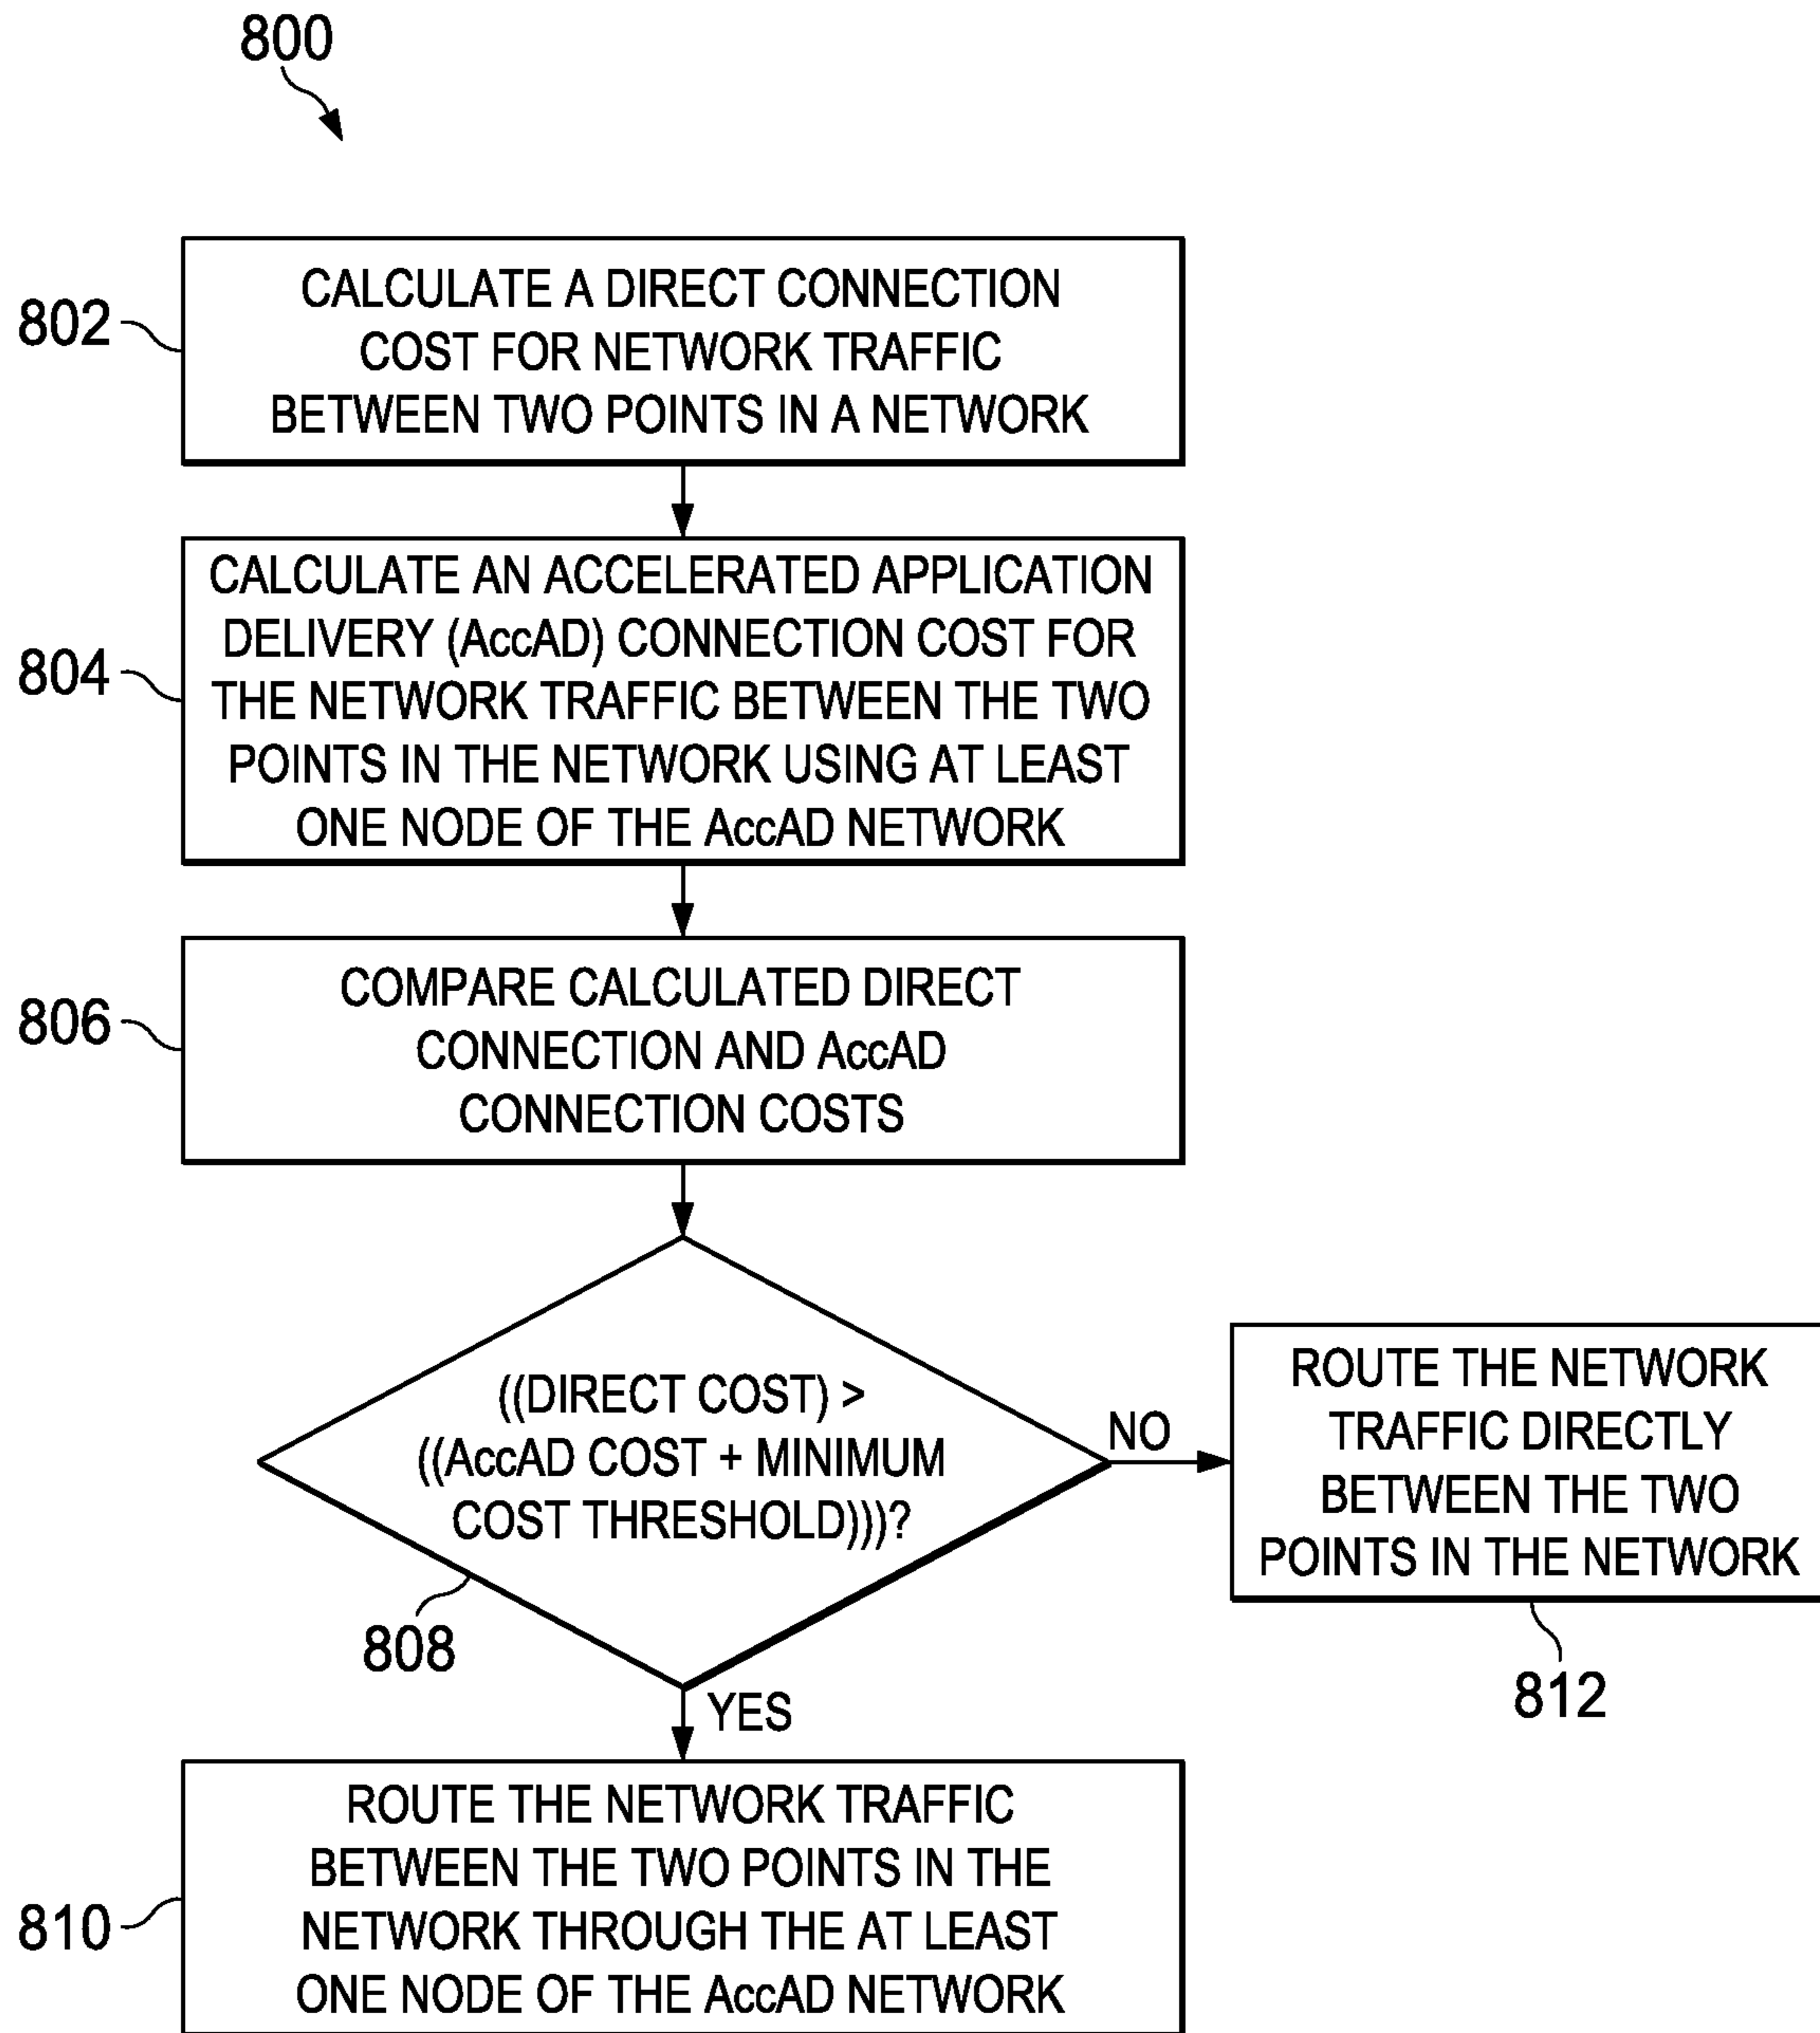 800
802
CALCULATE A DIRECT CONNECTION
COST FOR NETWORK TRAFFIC
BETWEEN TWO POINTS IN A NETWORK
804
CALCULATE AN ACCELERATED APPLICATION
DELIVERY (AccAD) CONNECTION COST FOR
THE NETWORK TRAFFIC BETWEEN THE TWO
POINTS IN THE NETWORK USING AT LEAST
ONE NODE OF THE AccAD NETWORK
806
COMPARE CALCULATED DIRECT
CONNECTION AND AccAD
CONNECTION COSTS
((DIRECT COST) >
((AccAD COST + MINIMUM
COST THRESHOLD)))?
808
NO
ROUTE THE NETWORK
TRAFFIC DIRECTLY
BETWEEN THE TWO
POINTS IN THE NETWORK
812
YES
810
ROUTE THE NETWORK TRAFFIC
BETWEEN THE TWO POINTS IN THE
NETWORK THROUGH THE AT LEAST
ONE NODE OF THE AccAD NETWORK